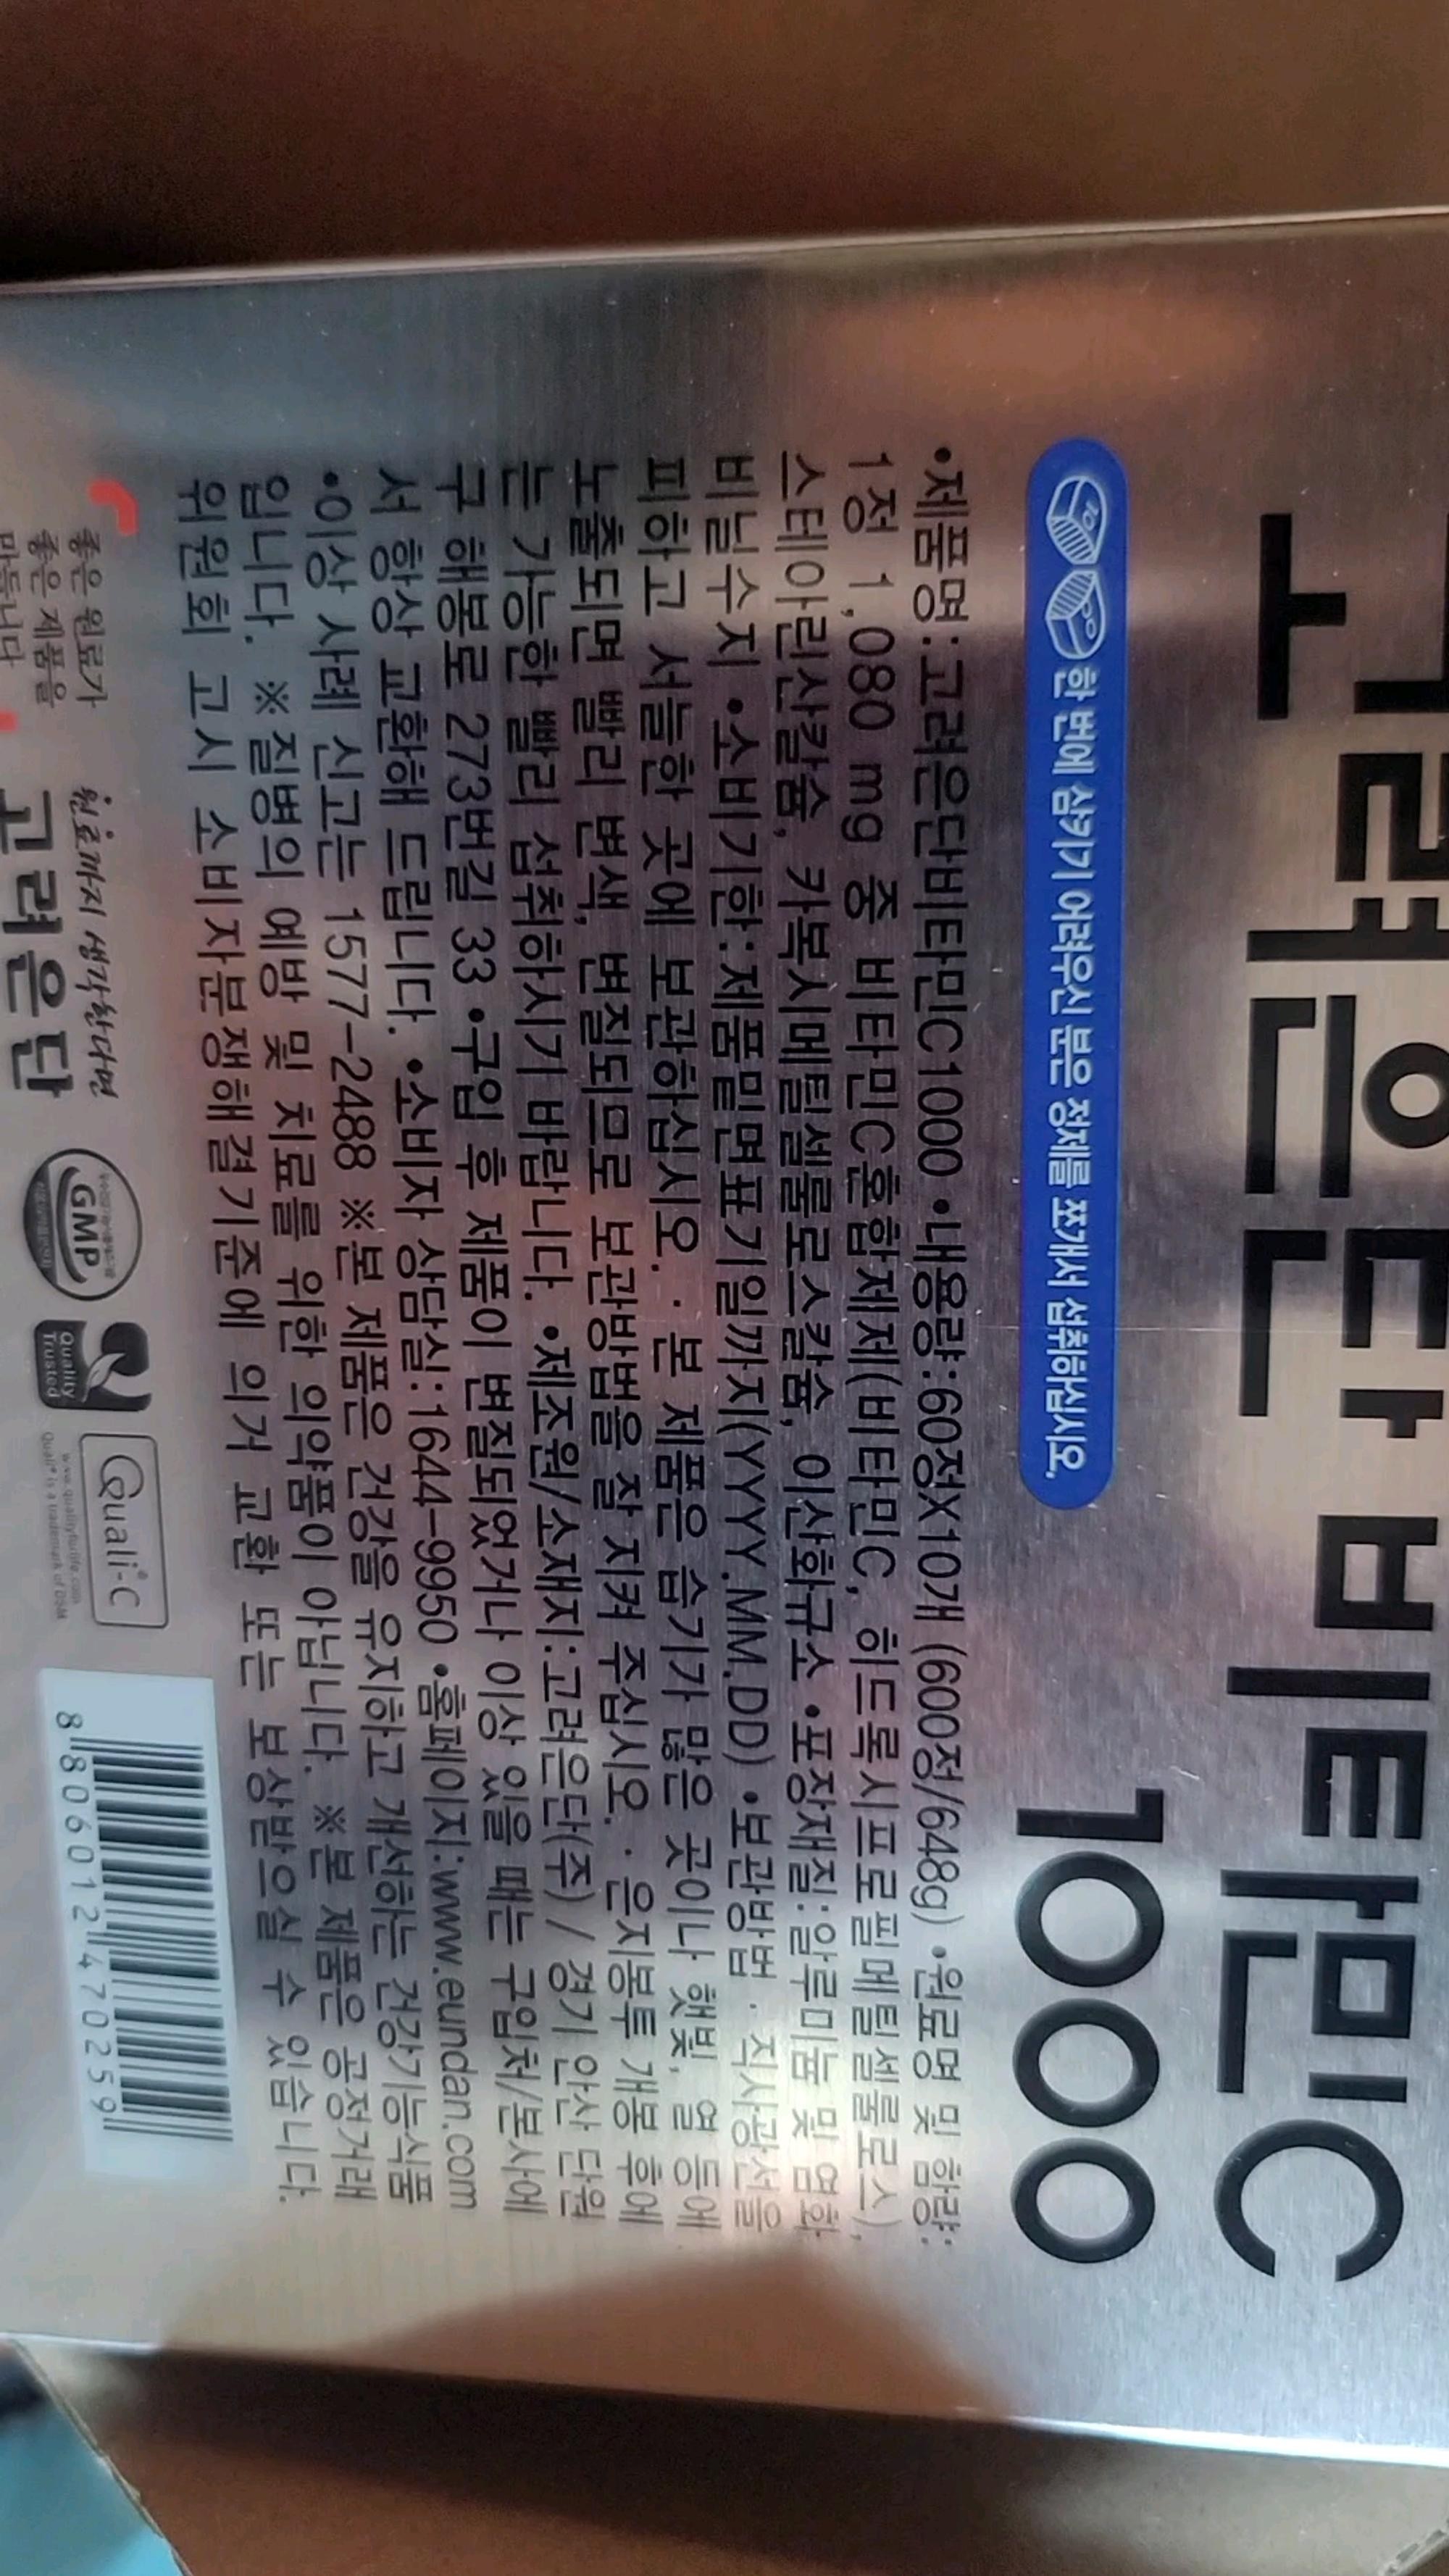 고려은단 비타민C
1000
한 번에 삼키기 어려우신 분은 정제를 쪼개서 섭취하십시오.
•제품명:고려은단비타민C1000 •내용량:60정X10개 (600정/648g) •원료명 및 함량:
1정 1,080 mg 중 비타민C혼합제제(비타민C, 히드록시프로필메틸셀룰로스),
스테아린산칼슘, 카복시메틸셀룰로스칼슘, 이산화규소 •포장재질:알루미늄 및 염화
비닐수지 •소비기한:제품밑면표기일까지(YYYY.MM.DD) •보관방법 · 직사광선을
피하고 서늘한 곳에 보관하십시오. · 본 제품은 습기가 많은 곳이나 햇빛, 열 등에
노출되면 빨리 변색, 변질되므로 보관방법을 잘 지켜 주십시오. · 은지봉투 개봉 후에
는 가능한 빨리 섭취하시기 바랍니다. •제조원/소재지:고려은단(주) / 경기 안산 단원
구 해봉로 273번길 33 •구입 후 제품이 변질되었거나 이상 있을 때는 구입처/본사에
서 항상 교환해 드립니다. •소비자 상담실:1644-9950 •홈페이지:www.eundan.com
•이상 사례 신고는 1577-2488 ※본 제품은 건강을 유지하고 개선하는 건강기능식품
입니다. ※질병의 예방 및 치료를 위한 의약품이 아닙니다. ※본 제품은 공정거래
위원회 고시 소비자분쟁해결기준에 의거 교환 또는 보상받으실 수 있습니다.
좋은 원료가
좋은 제품을
만듭니다
원료까지 생각한다면
고려은단
GMP
Quality
Trusted
Quali®-C
www.qualityforlife.com
Quali® is a trademark of DSM
8 806012 470259